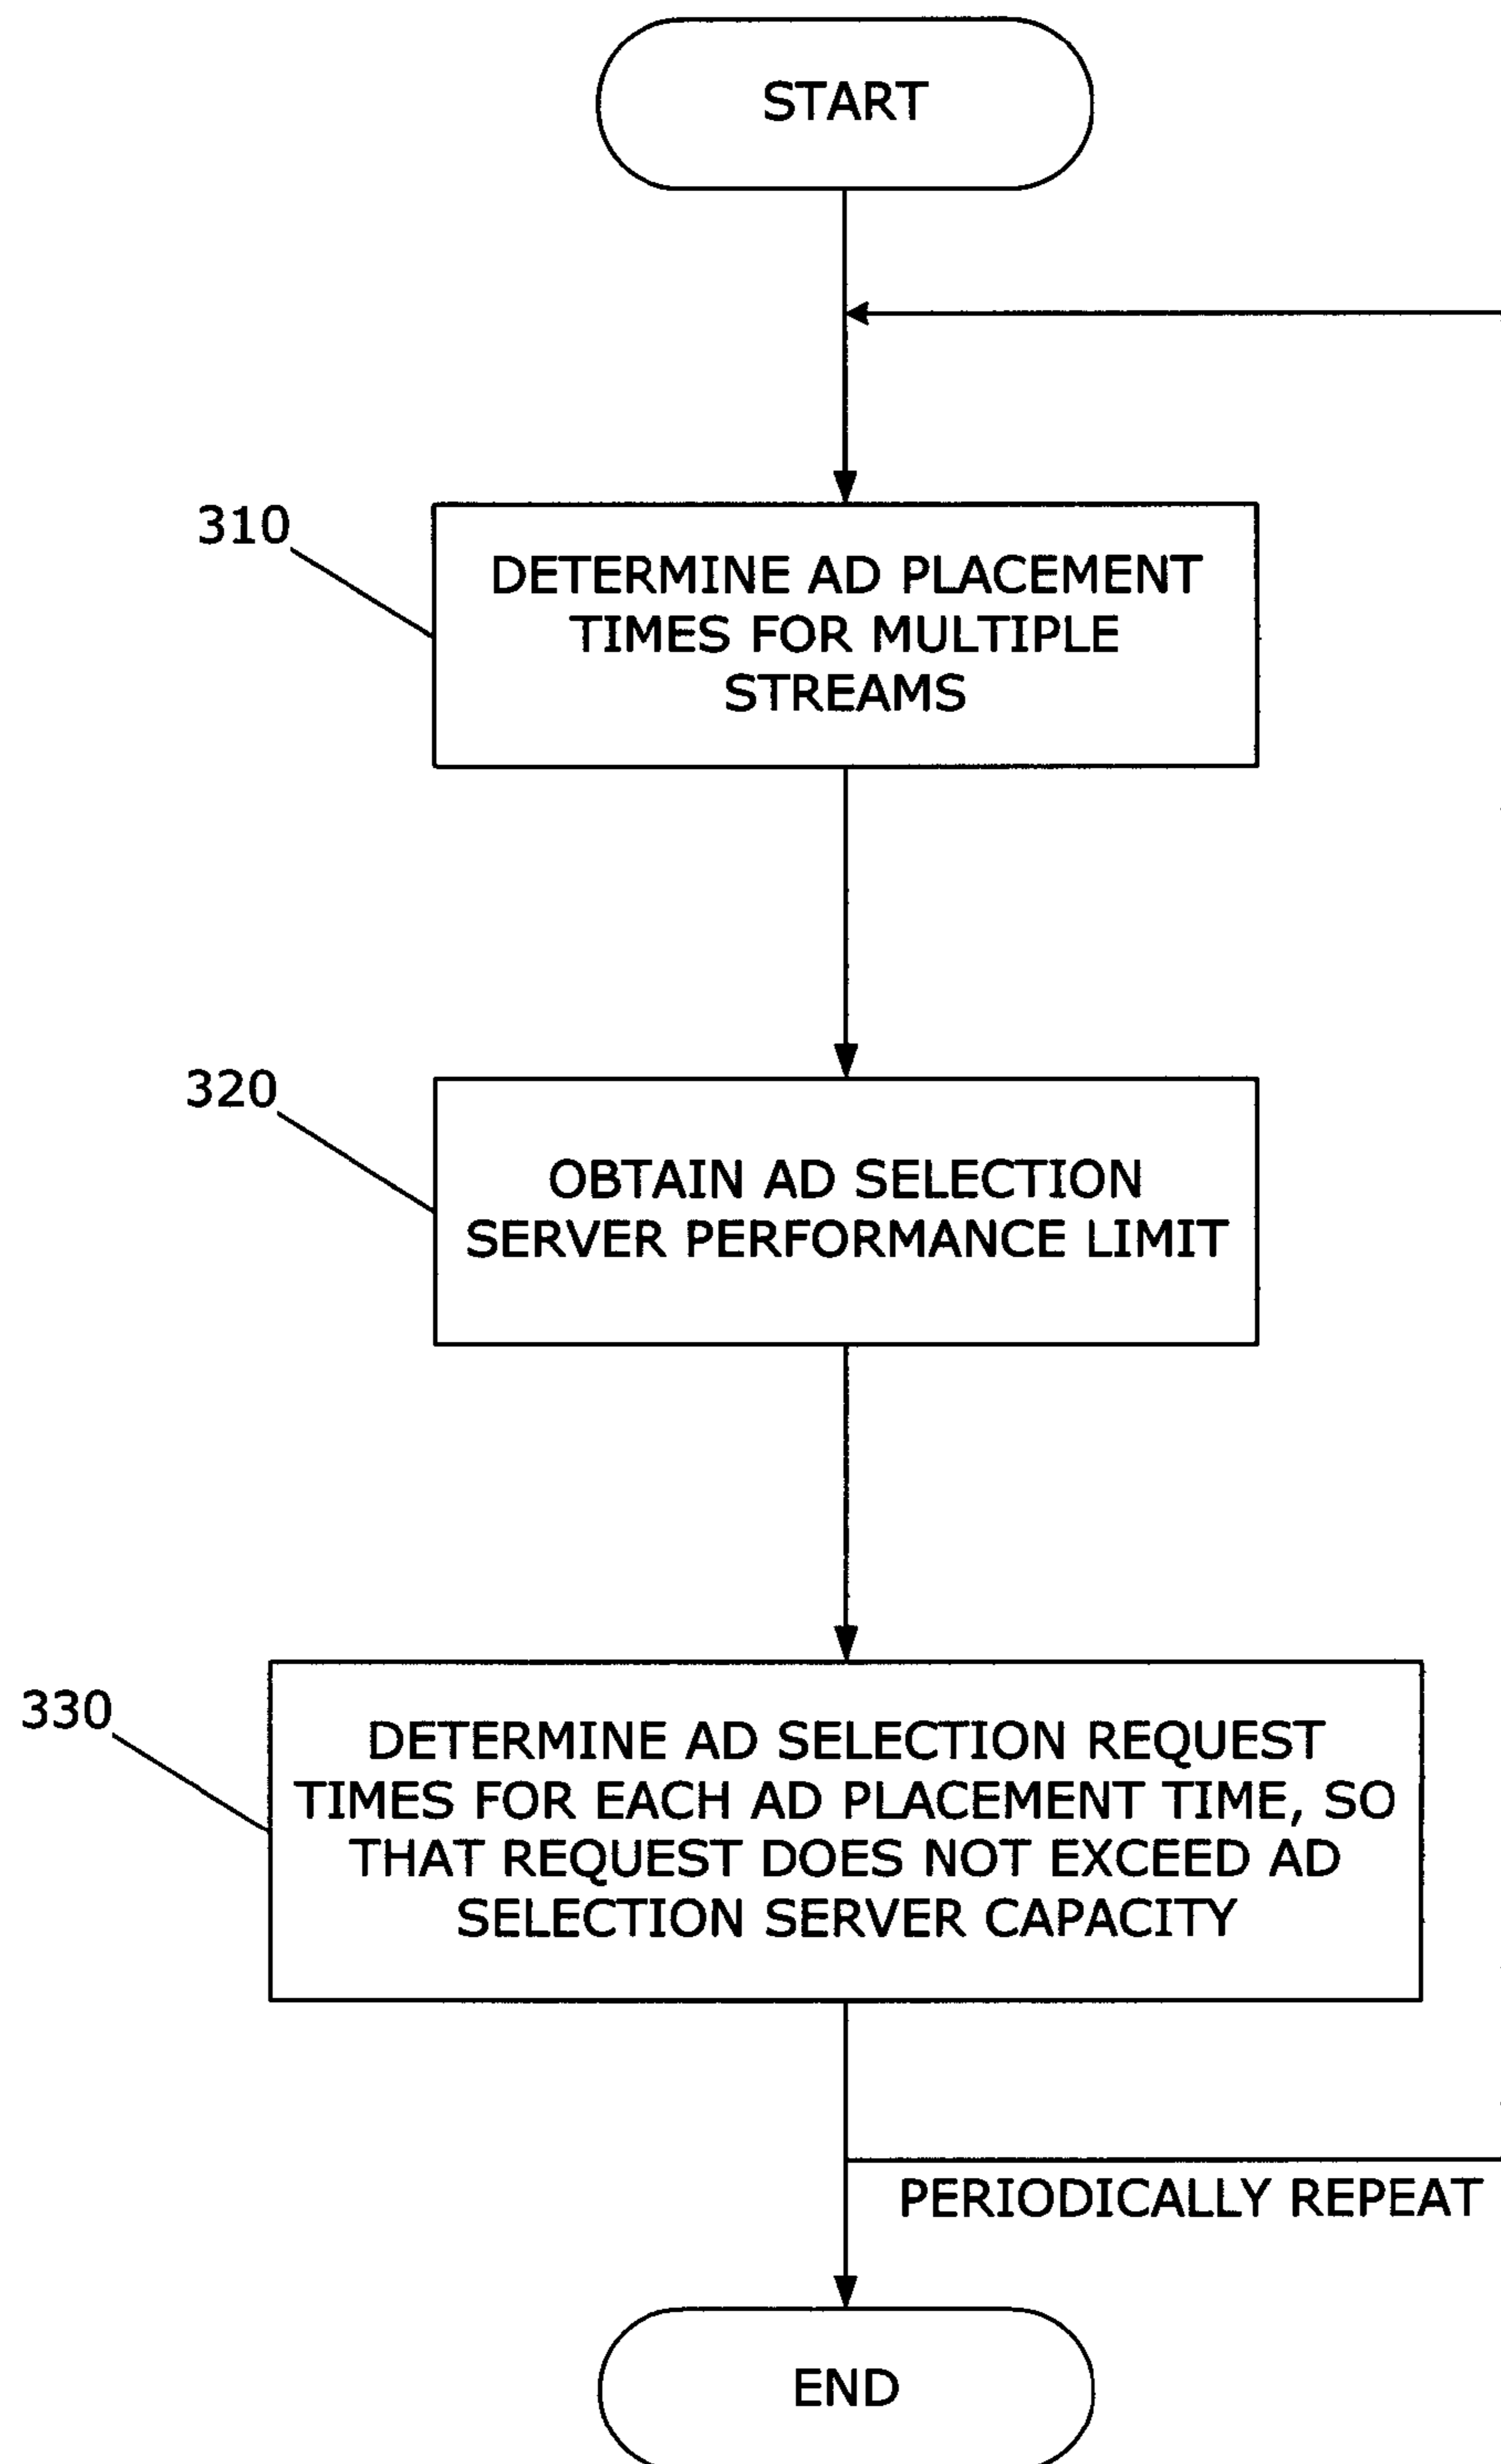 START
310
DETERMINE AD PLACEMENT
TIMES FOR MULTIPLE
STREAMS
320
OBTAIN AD SELECTION
SERVER PERFORMANCE LIMIT
330
DETERMINE AD SELECTION REQUEST
TIMES FOR EACH AD PLACEMENT TIME, SO
THAT REQUEST DOES NOT EXCEED AD
SELECTION SERVER CAPACITY
PERIODICALLY REPEAT
END